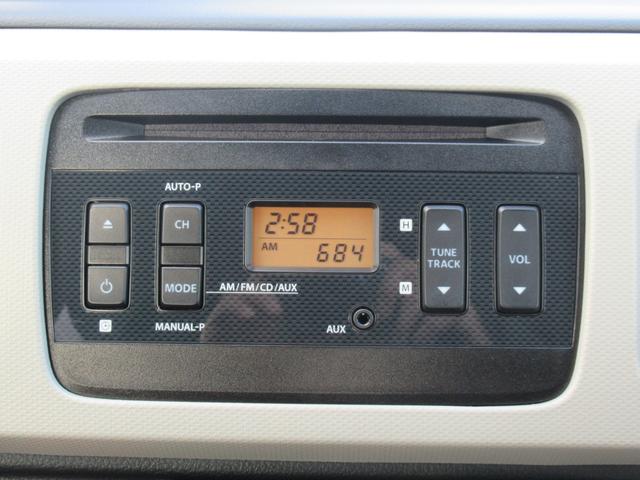 AUTO-P
CH
MODE
AM/FM/CD/AUX
MANUAL-P
2:58
AM
684
AUX
H
M
TUNE
TRACK
VOL